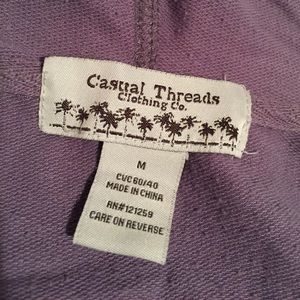 Casual Threads
Clothing Co.
M
CVC 60/40
MADE IN CHINA
RN#121259
CARE ON REVERSE